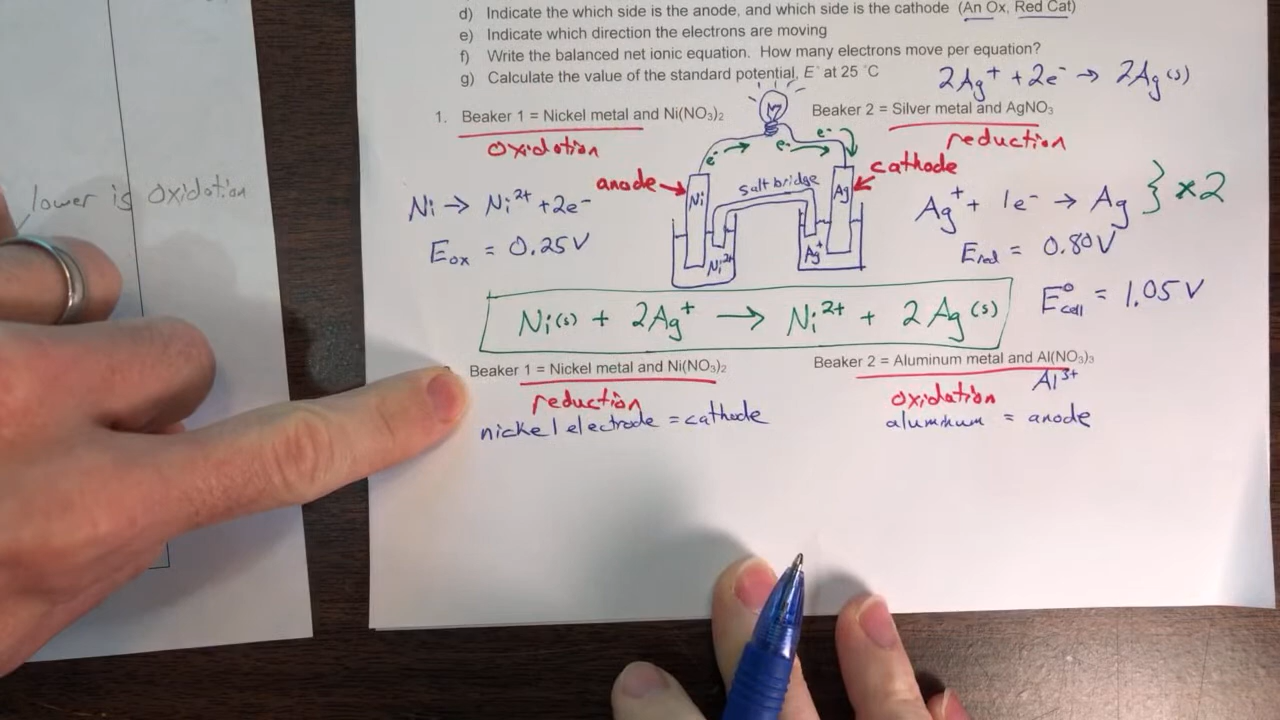 d) Indicate the which side is the anode, and which side is the cathode (An Ox, Red Cat)
e) Indicate which direction the electrons are moving
f) Write the balanced net ionic equation. How many electrons move per equation?
g) Calculate the value of the standard potential, E° at 25 °C
2Ag⁺ + 2e⁻ → 2Ag(s)
1. Beaker 1 = Nickel metal and Ni(NO₃)₂
Beaker 2 = Silver metal and AgNO₃
oxidation
reduction
e⁻
e⁻
e⁻
anode
cathode
salt bridge
Ni
Ag
Ni²⁺
Ag⁺
lower is oxidation
Ni → Ni²⁺ + 2e⁻
Ag⁺ + 1e⁻ → Ag } ×2
Eox = 0.25V
Ered = 0.80V
E°cell = 1.05V
Ni(s) + 2Ag⁺ → Ni²⁺ + 2Ag(s)
Beaker 1 = Nickel metal and Ni(NO₃)₂
Beaker 2 = Aluminum metal and Al(NO₃)₃
Al³⁺
reduction
oxidation
nickel electrode = cathode
aluminum = anode